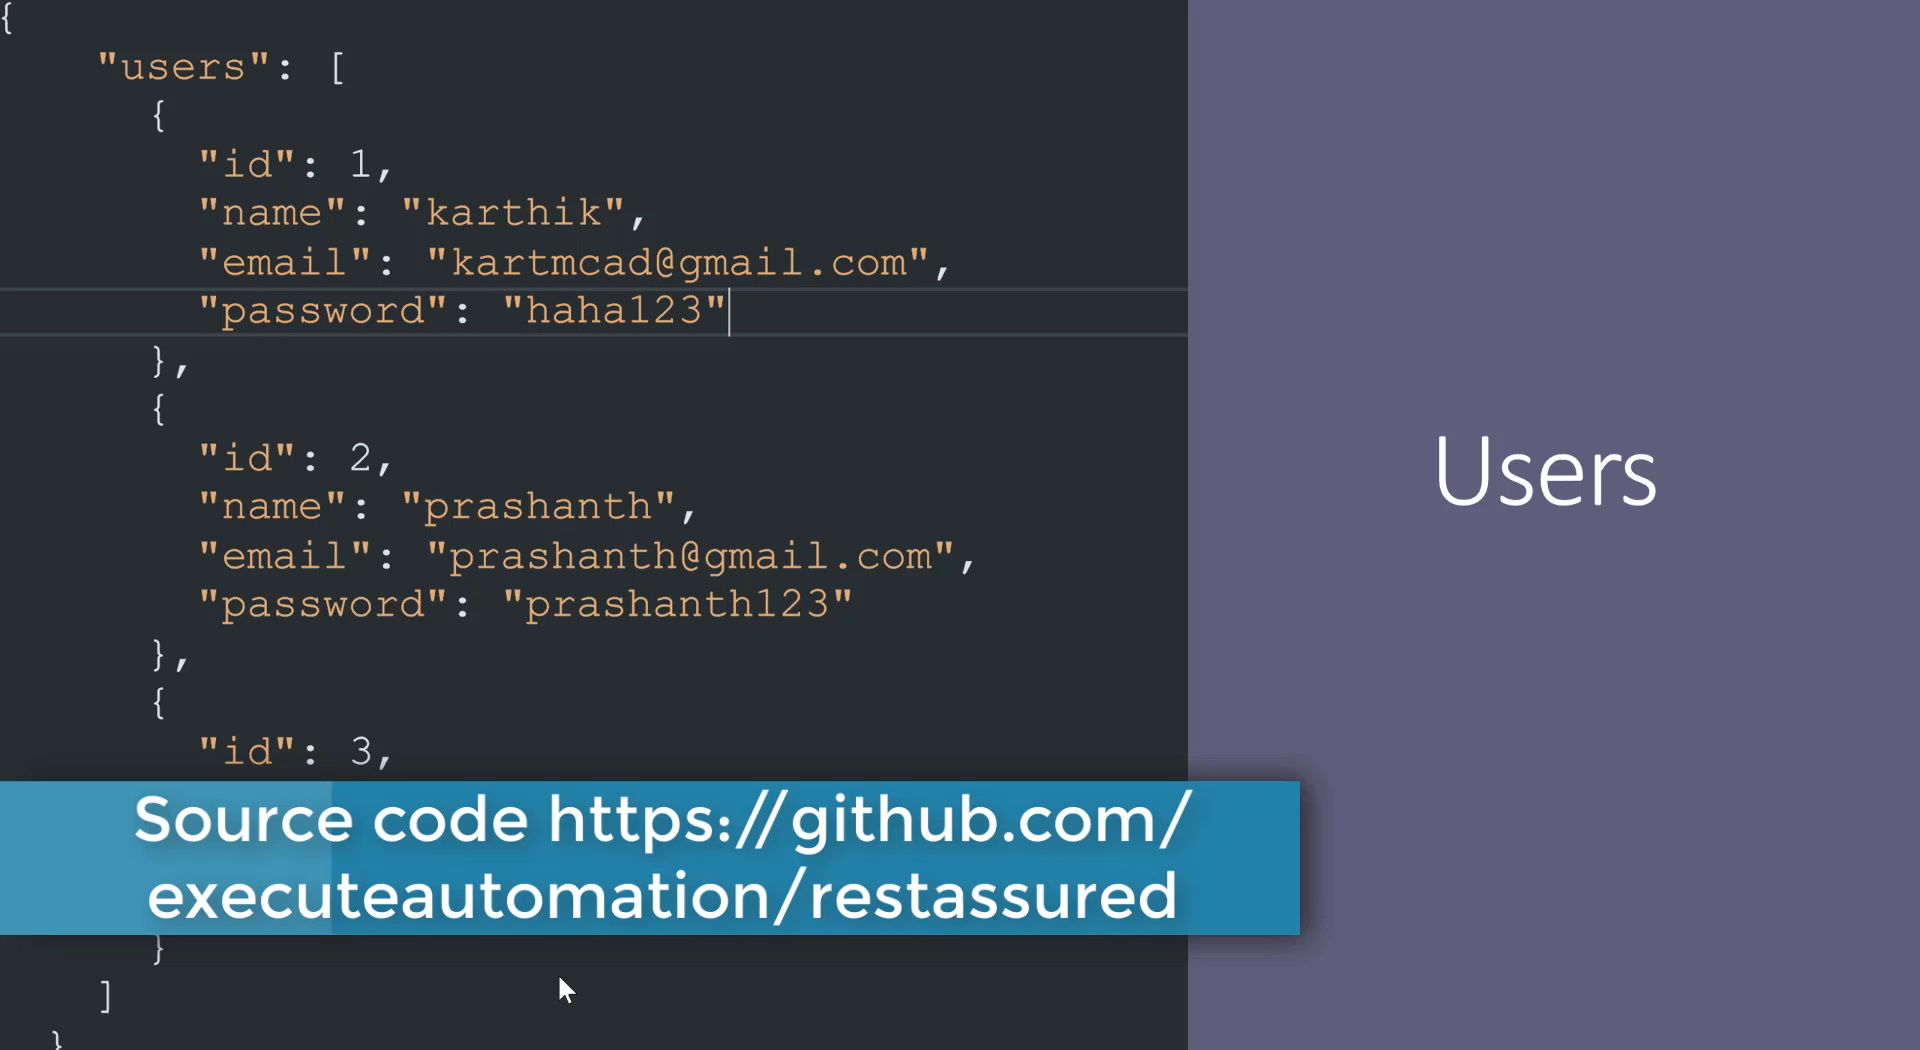 {
"users": [
{
"id": 1,
"name": "karthik",
"email": "kartmcad@gmail.com",
"password": "haha123"
},
{
"id": 2,
"name": "prashanth",
"email": "prashanth@gmail.com",
"password": "prashanth123"
},
{
"id": 3,
Source code https://github.com/
executeautomation/restassured
}
]
}
Users